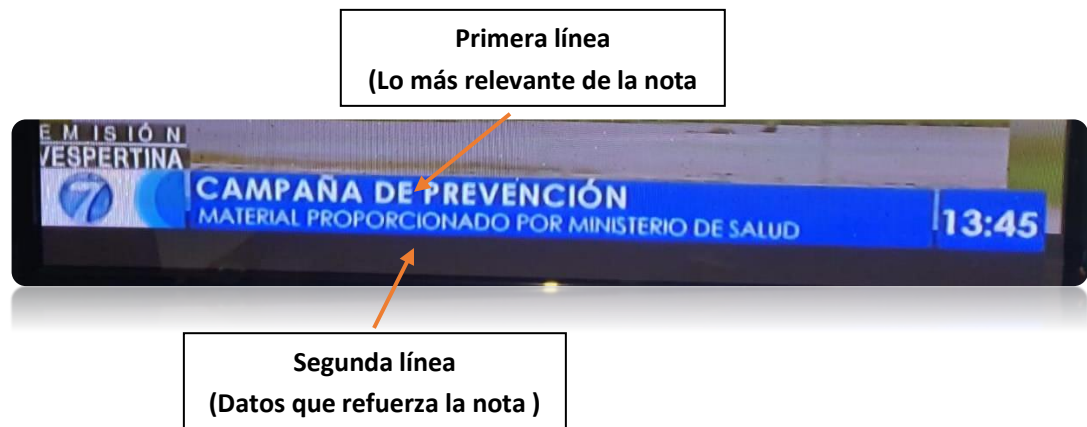 Primera línea
(Lo más relevante de la nota
EMISIÓN
VESPERTINA
7
CAMPAÑA DE PREVENCIÓN
MATERIAL PROPORCIONADO POR MINISTERIO DE SALUD
13:45
Segunda línea
(Datos que refuerza la nota )